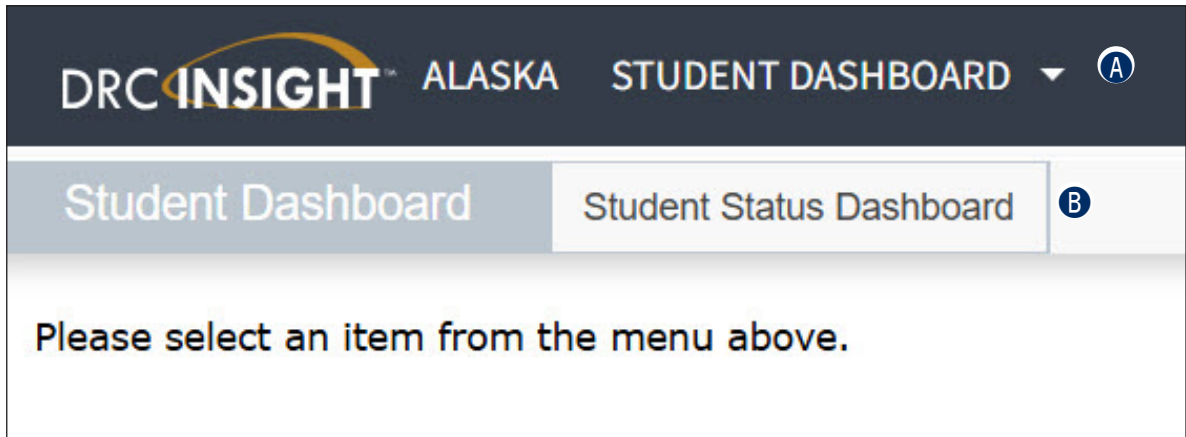 DRC INSIGHT™ ALASKA STUDENT DASHBOARD A
Student Dashboard Student Status Dashboard B
Please select an item from the menu above.